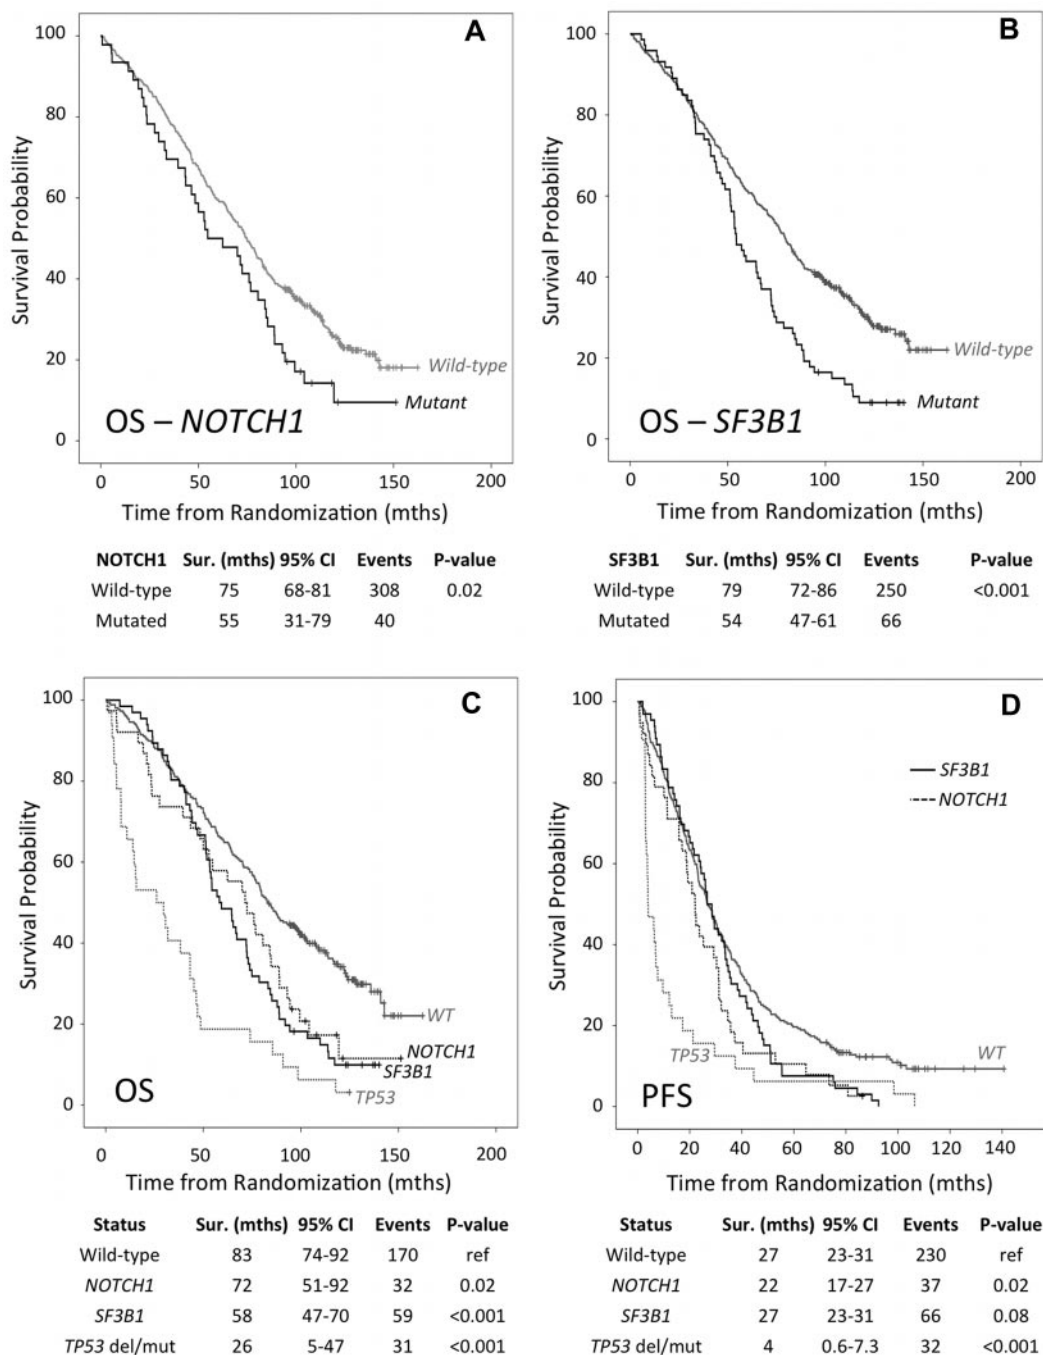 A
100
80
60
40
20
0
Survival Probability
Wild-type
Mutant
OS – NOTCH1
0 50 100 150 200
Time from Randomization (mths)
NOTCH1 Sur. (mths) 95% CI Events P-value
Wild-type 75 68-81 308 0.02
Mutated 55 31-79 40
B
100
80
60
40
20
0
Survival Probability
Wild-type
Mutant
OS – SF3B1
0 50 100 150 200
Time from Randomization (mths)
SF3B1 Sur. (mths) 95% CI Events P-value
Wild-type 79 72-86 250 <0.001
Mutated 54 47-61 66
C
100
80
60
40
20
0
Survival Probability
WT
NOTCH1
SF3B1
TP53
OS
0 50 100 150 200
Time from Randomization (mths)
Status Sur. (mths) 95% CI Events P-value
Wild-type 83 74-92 170 ref
NOTCH1 72 51-92 32 0.02
SF3B1 58 47-70 59 <0.001
TP53 del/mut 26 5-47 31 <0.001
D
100
80
60
40
20
0
Survival Probability
SF3B1
NOTCH1
TP53
WT
PFS
0 20 40 60 80 100 120 140
Time from Randomization (mths)
Status Sur. (mths) 95% CI Events P-value
Wild-type 27 23-31 230 ref
NOTCH1 22 17-27 37 0.02
SF3B1 27 23-31 66 0.08
TP53 del/mut 4 0.6-7.3 32 <0.001